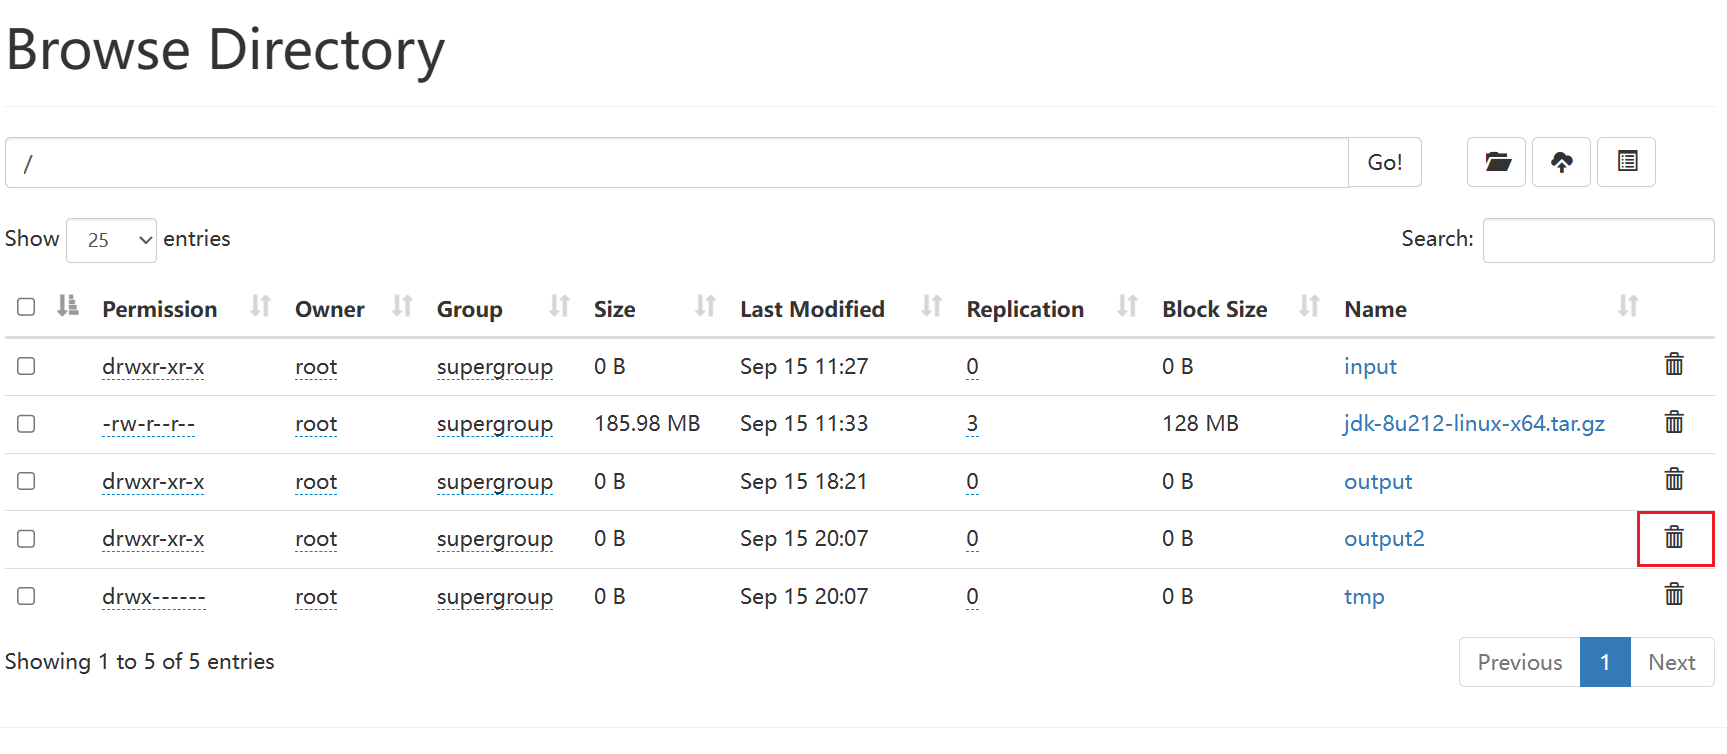 Browse Directory
/ Go!
Show 25 entries Search:
Permission Owner Group Size Last Modified Replication Block Size Name
drwxr-xr-x root supergroup 0 B Sep 15 11:27 0 0 B input
-rw-r--r-- root supergroup 185.98 MB Sep 15 11:33 3 128 MB jdk-8u212-linux-x64.tar.gz
drwxr-xr-x root supergroup 0 B Sep 15 18:21 0 0 B output
drwxr-xr-x root supergroup 0 B Sep 15 20:07 0 0 B output2
drwx------ root supergroup 0 B Sep 15 20:07 0 0 B tmp
Showing 1 to 5 of 5 entries Previous 1 Next